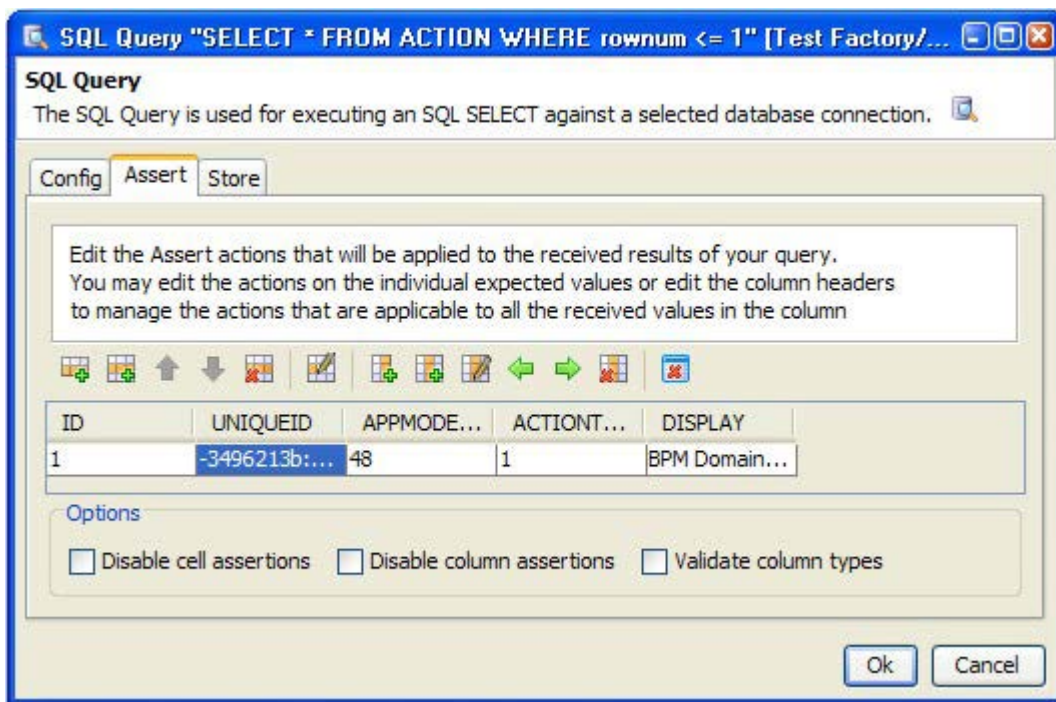 SQL Query "SELECT * FROM ACTION WHERE rownum <= 1" [Test Factory/...
SQL Query
The SQL Query is used for executing an SQL SELECT against a selected database connection.
Config Assert Store
Edit the Assert actions that will be applied to the received results of your query.
You may edit the actions on the individual expected values or edit the column headers
to manage the actions that are applicable to all the received values in the column
ID UNIQUEID APPMODE... ACTIONT... DISPLAY
1 -3496213b:... 48 1 BPM Domain...
Options
Disable cell assertions Disable column assertions Validate column types
Ok Cancel